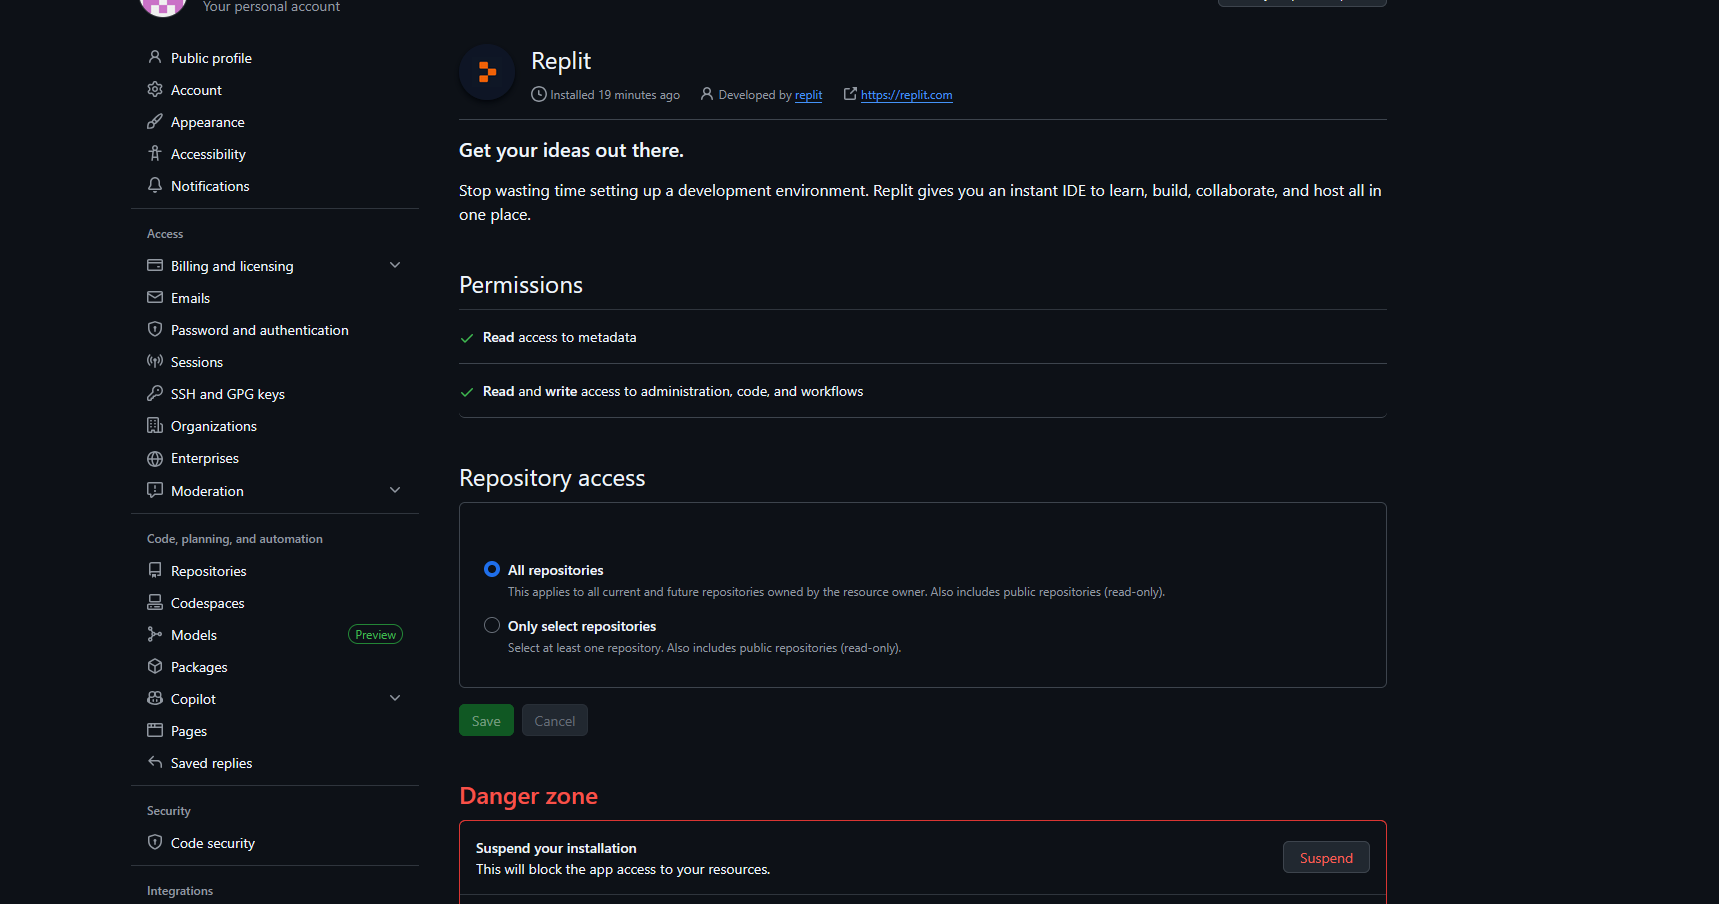 Your personal account
Public profile
Account
Appearance
Accessibility
Notifications
Access
Billing and licensing
Emails
Password and authentication
Sessions
SSH and GPG keys
Organizations
Enterprises
Moderation
Code, planning, and automation
Repositories
Codespaces
Models
Preview
Packages
Copilot
Pages
Saved replies
Security
Code security
Integrations
Replit
Installed 19 minutes ago
Developed by replit
https://replit.com
Get your ideas out there.
Stop wasting time setting up a development environment. Replit gives you an instant IDE to learn, build, collaborate, and host all in
one place.
Permissions
Read access to metadata
Read and write access to administration, code, and workflows
Repository access
All repositories
This applies to all current and future repositories owned by the resource owner. Also includes public repositories (read-only).
Only select repositories
Select at least one repository. Also includes public repositories (read-only).
Save
Cancel
Danger zone
Suspend your installation
This will block the app access to your resources.
Suspend